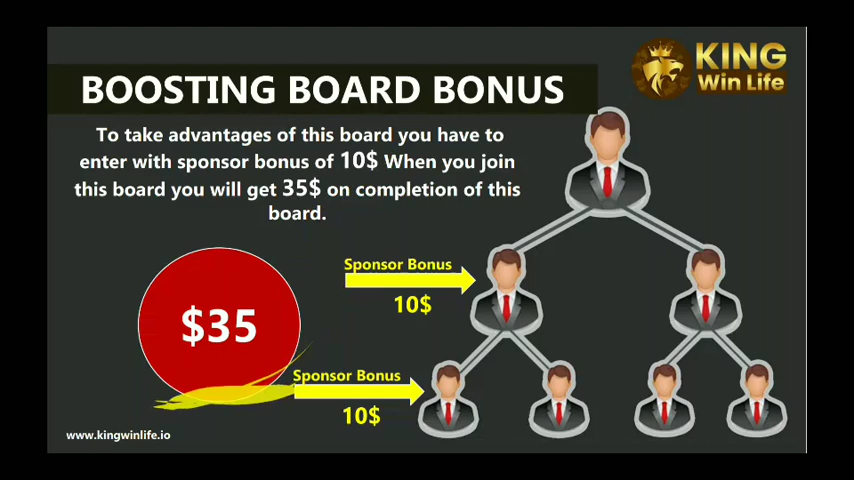 KING
Win Life
BOOSTING BOARD BONUS
To take advantages of this board you have to
enter with sponsor bonus of 10$ When you join
this board you will get 35$ on completion of this
board.
Sponsor Bonus
10$
$35
Sponsor Bonus
10$
www.kingwinlife.io